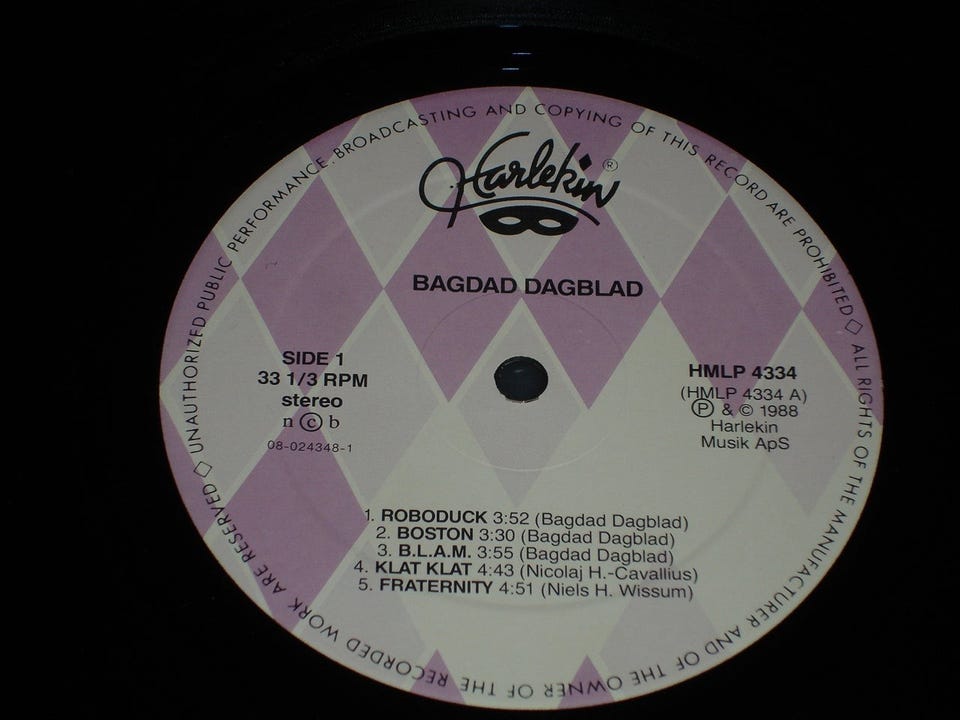 UNAUTHORIZED PUBLIC PERFORMANCE, BROADCASTING AND COPYING OF THIS RECORD ARE PROHIBITED ◇ ALL RIGHTS OF THE MANUFACTURER AND OF THE OWNER OF THE RECORDED WORK ARE RESERVED ◇
Harlekin ®
BAGDAD DAGBLAD
SIDE 1
33 1/3 RPM
stereo
n ©b
08-024348-1
HMLP 4334
(HMLP 4334 A)
Ⓟ & © 1988
Harlekin
Musik ApS
1. ROBODUCK 3:52 (Bagdad Dagblad)
2. BOSTON 3:30 (Bagdad Dagblad)
3. B.L.A.M. 3:55 (Bagdad Dagblad)
4. KLAT KLAT 4:43 (Nicolaj H.-Cavallius)
5. FRATERNITY 4:51 (Niels H. Wissum)